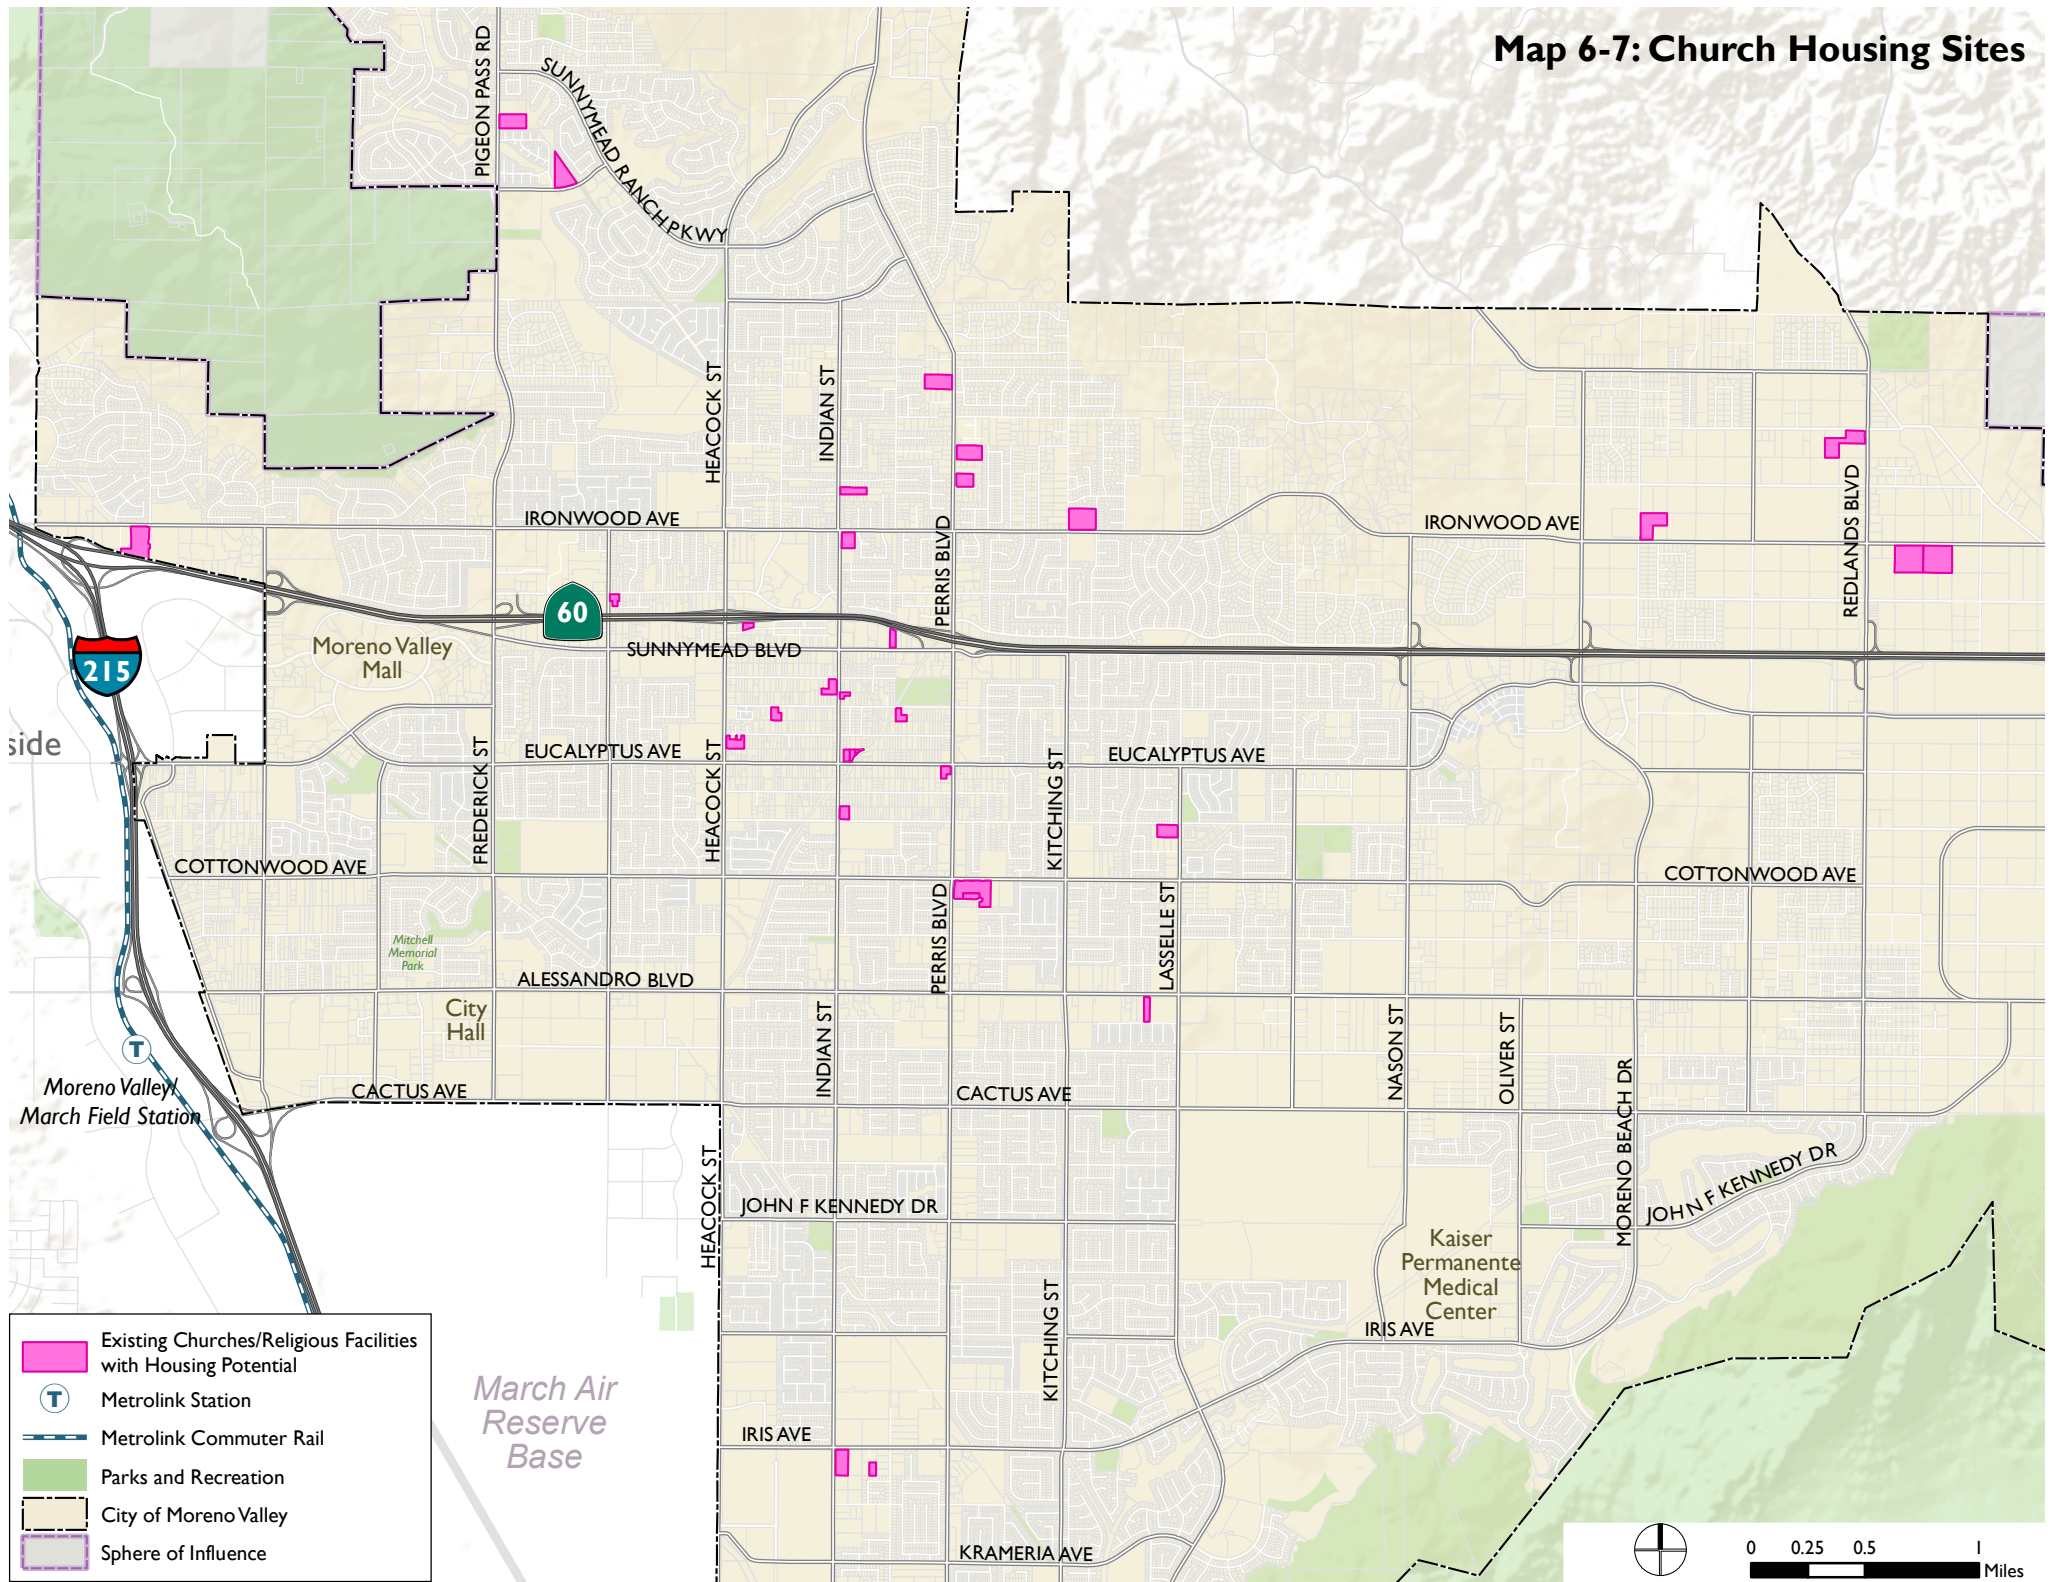 Map 6-7: Church Housing Sites
PIGEON PASS RD
SUNNYMEAD RANCH PKWY
HEACOCK ST
INDIAN ST
PERRIS BLVD
REDLANDS BLVD
IRONWOOD AVE
IRONWOOD AVE
60
215
Moreno Valley
Mall
SUNNYMEAD BLVD
side
FREDERICK ST
EUCALYPTUS AVE
HEACOCK ST
KITCHING ST
EUCALYPTUS AVE
COTTONWOOD AVE
COTTONWOOD AVE
PERRIS BLVD
LASSELLE ST
Mitchell
Memorial
Park
ALESSANDRO BLVD
City
Hall
INDIAN ST
NASON ST
OLIVER ST
MORENO BEACH DR
T
Moreno Valley/
March Field Station
CACTUS AVE
CACTUS AVE
HEACOCK ST
JOHN F KENNEDY DR
JOHN F KENNEDY DR
Kaiser
Permanente
Medical
Center
KITCHING ST
IRIS AVE
IRIS AVE
March Air
Reserve
Base
KRAMERIA AVE
Existing Churches/Religious Facilities
with Housing Potential
T
Metrolink Station
Metrolink Commuter Rail
Parks and Recreation
City of Moreno Valley
Sphere of Influence
0 0.25 0.5 1
Miles